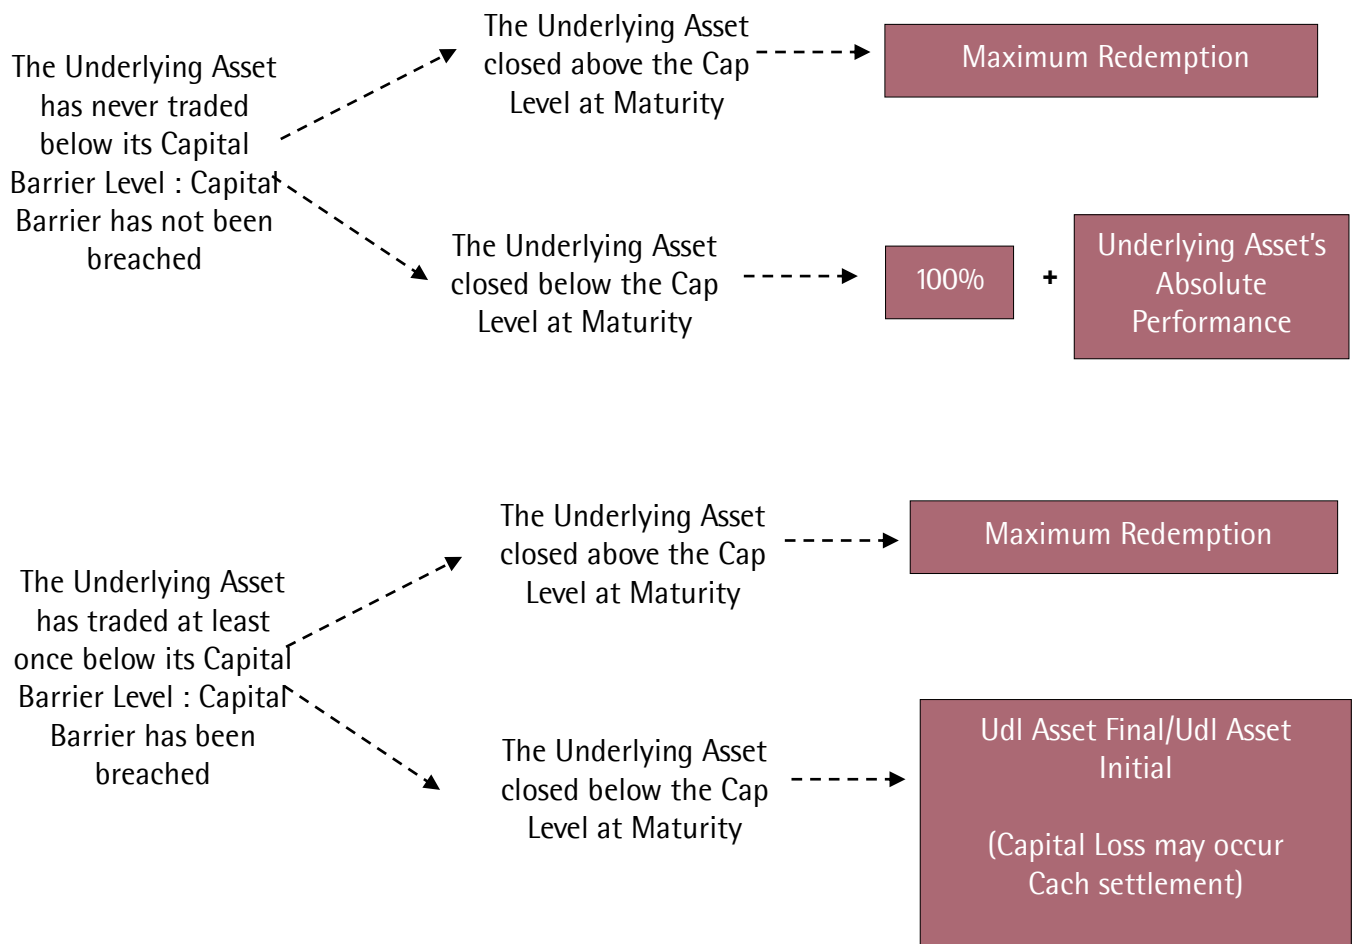 The Underlying Asset
has never traded
below its Capital
Barrier Level : Capital
Barrier has not been
breached
The Underlying Asset
closed above the Cap
Level at Maturity
Maximum Redemption
The Underlying Asset
closed below the Cap
Level at Maturity
100%
+
Underlying Asset's
Absolute
Performance
The Underlying Asset
has traded at least
once below its Capital
Barrier Level : Capital
Barrier has been
breached
The Underlying Asset
closed above the Cap
Level at Maturity
Maximum Redemption
The Underlying Asset
closed below the Cap
Level at Maturity
Udl Asset Final/Udl Asset
Initial
(Capital Loss may occur
Cach settlement)